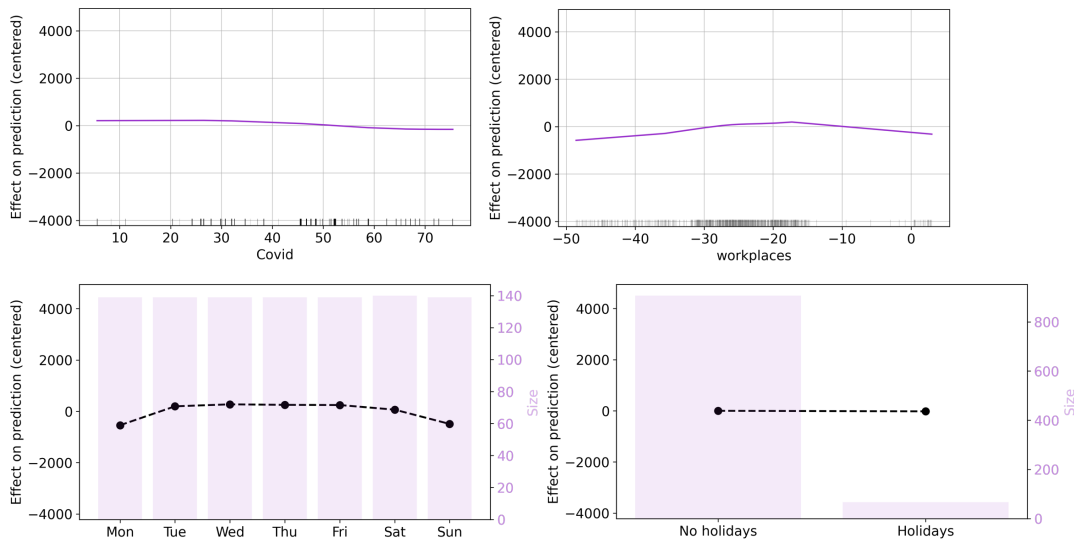 Effect on prediction (centered)
4000
2000
0
−2000
−4000
10 20 30 40 50 60 70
Covid
Effect on prediction (centered)
4000
2000
0
−2000
−4000
−50 −40 −30 −20 −10 0
workplaces
Effect on prediction (centered)
4000
2000
0
−2000
−4000
Mon Tue Wed Thu Fri Sat Sun
140
120
100
80
60
40
20
0
Size
Effect on prediction (centered)
4000
2000
0
−2000
−4000
No holidays Holidays
800
600
400
200
0
Size